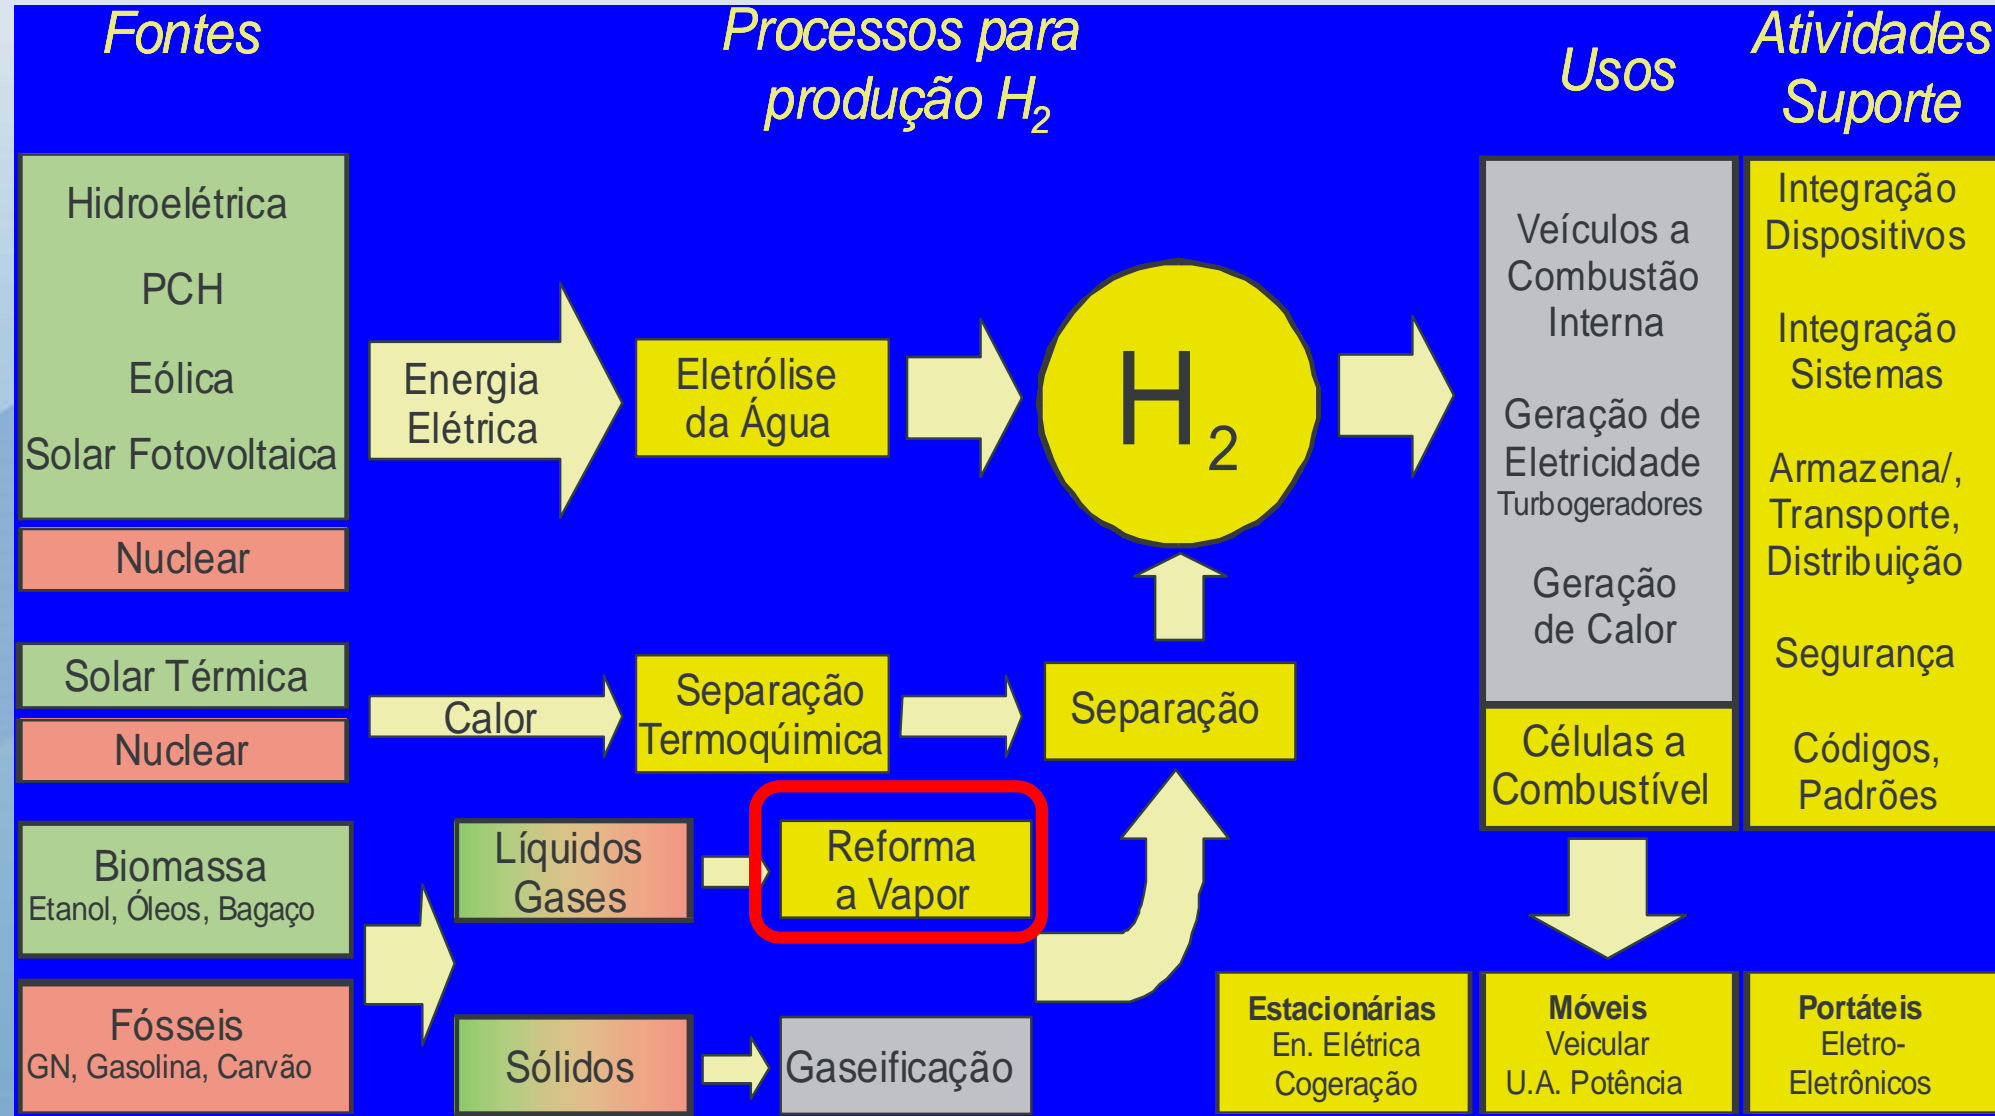 Fontes
Processos para
produção H2
Usos
Atividades
Suporte
Hidroelétrica
PCH
Eólica
Solar Fotovoltaica
Nuclear
Energia
Elétrica
Eletrólise
da Água
H2
Veículos a
Combustão
Interna
Geração de
Eletricidade
Turbogeradores
Geração
de Calor
Células a
Combustível
Integração
Dispositivos
Integração
Sistemas
Armazena/,
Transporte,
Distribuição
Segurança
Códigos,
Padrões
Solar Térmica
Nuclear
Calor
Separação
Termoqúimica
Separação
Biomassa
Etanol, Óleos, Bagaço
Fósseis
GN, Gasolina, Carvão
Líquidos
Gases
Reforma
a Vapor
Sólidos
Gaseificação
Estacionárias
En. Elétrica
Cogeração
Móveis
Veicular
U.A. Potência
Portáteis
Eletro-
Eletrônicos